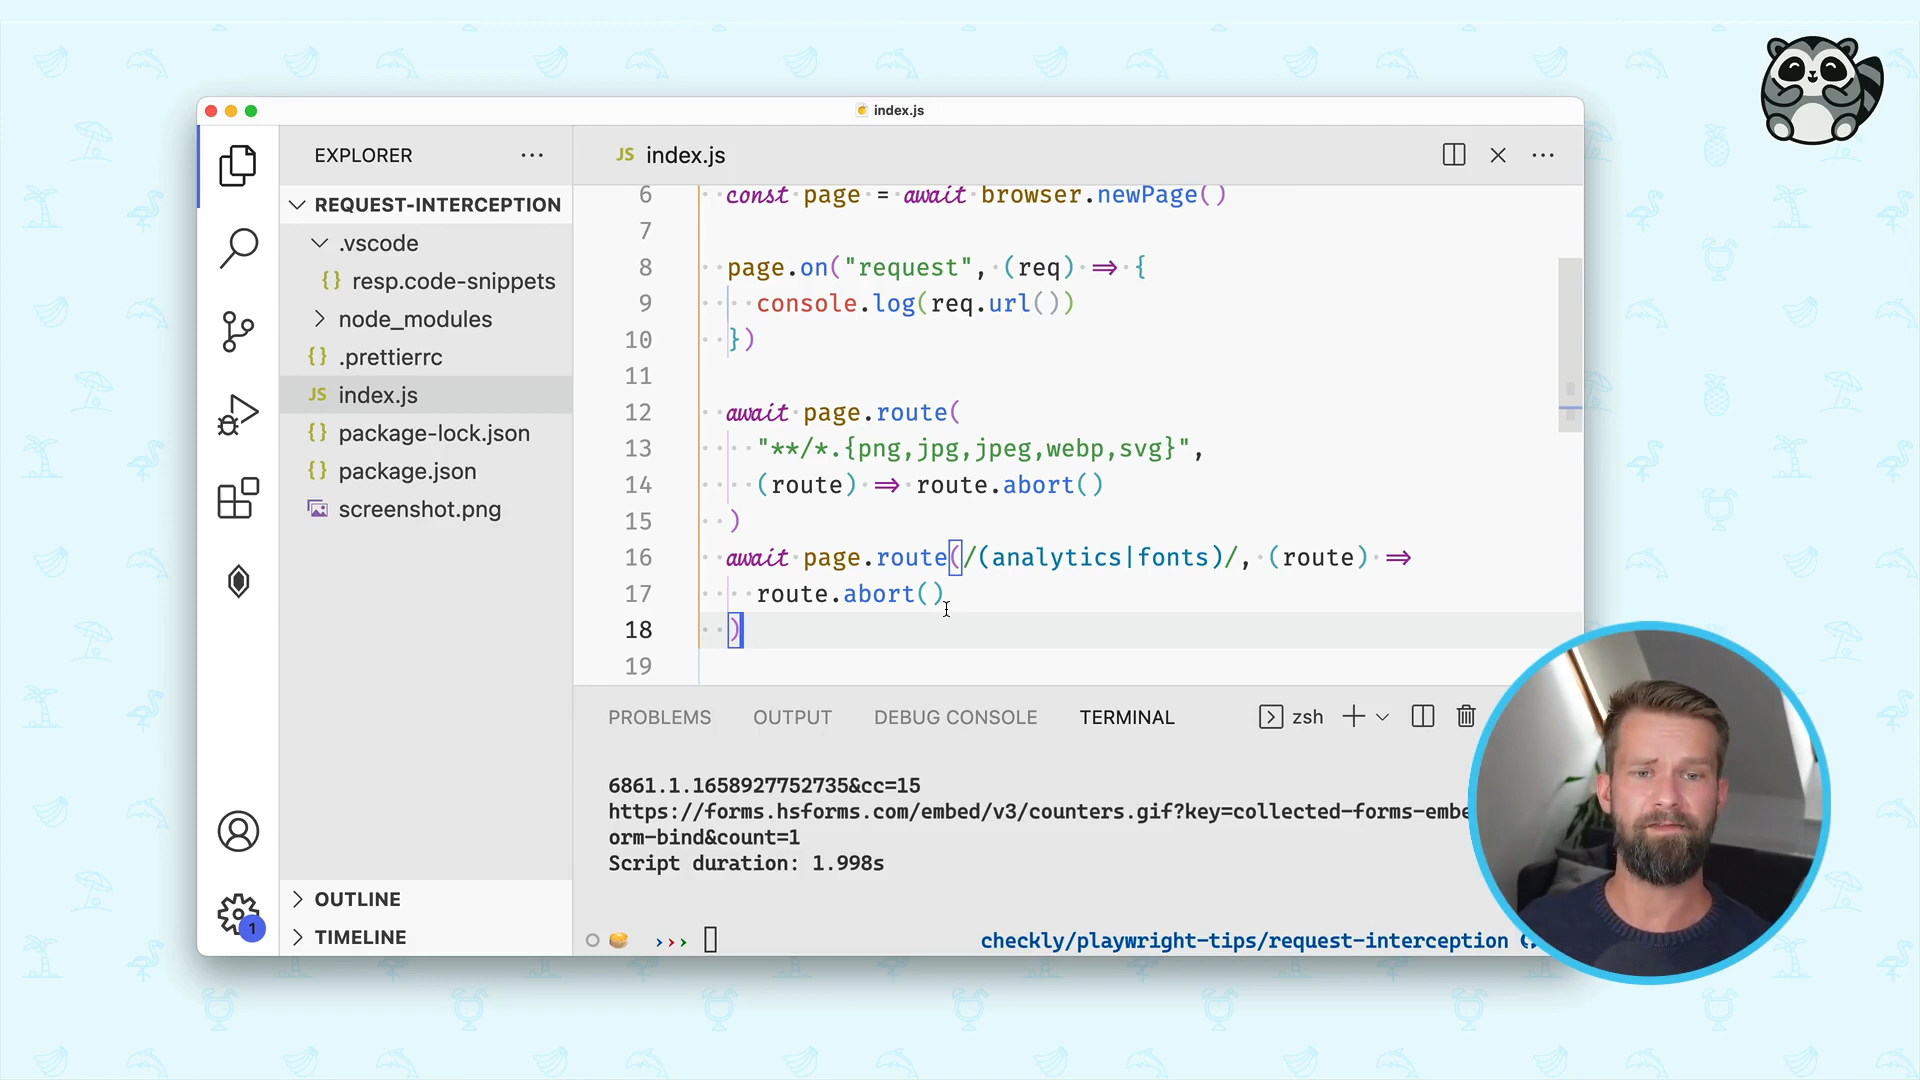 index.js
EXPLORER
REQUEST-INTERCEPTION
.vscode
{} resp.code-snippets
node_modules
{} .prettierrc
JS index.js
{} package-lock.json
{} package.json
screenshot.png
OUTLINE
TIMELINE
1
JS index.js
6 const page = await browser.newPage()
7
8 page.on("request", (req) => {
9 console.log(req.url())
10 })
11
12 await page.route(
13 "**/*.{png,jpg,jpeg,webp,svg}",
14 (route) => route.abort()
15 )
16 await page.route(/(analytics|fonts)/, (route) =>
17 route.abort()
18 )
19
PROBLEMS OUTPUT DEBUG CONSOLE TERMINAL zsh
6861.1.1658927752735&cc=15
https://forms.hsforms.com/embed/v3/counters.gif?key=collected-forms-embe
orm-bind&count=1
Script duration: 1.998s
››› checkly/playwright-tips/request-interception